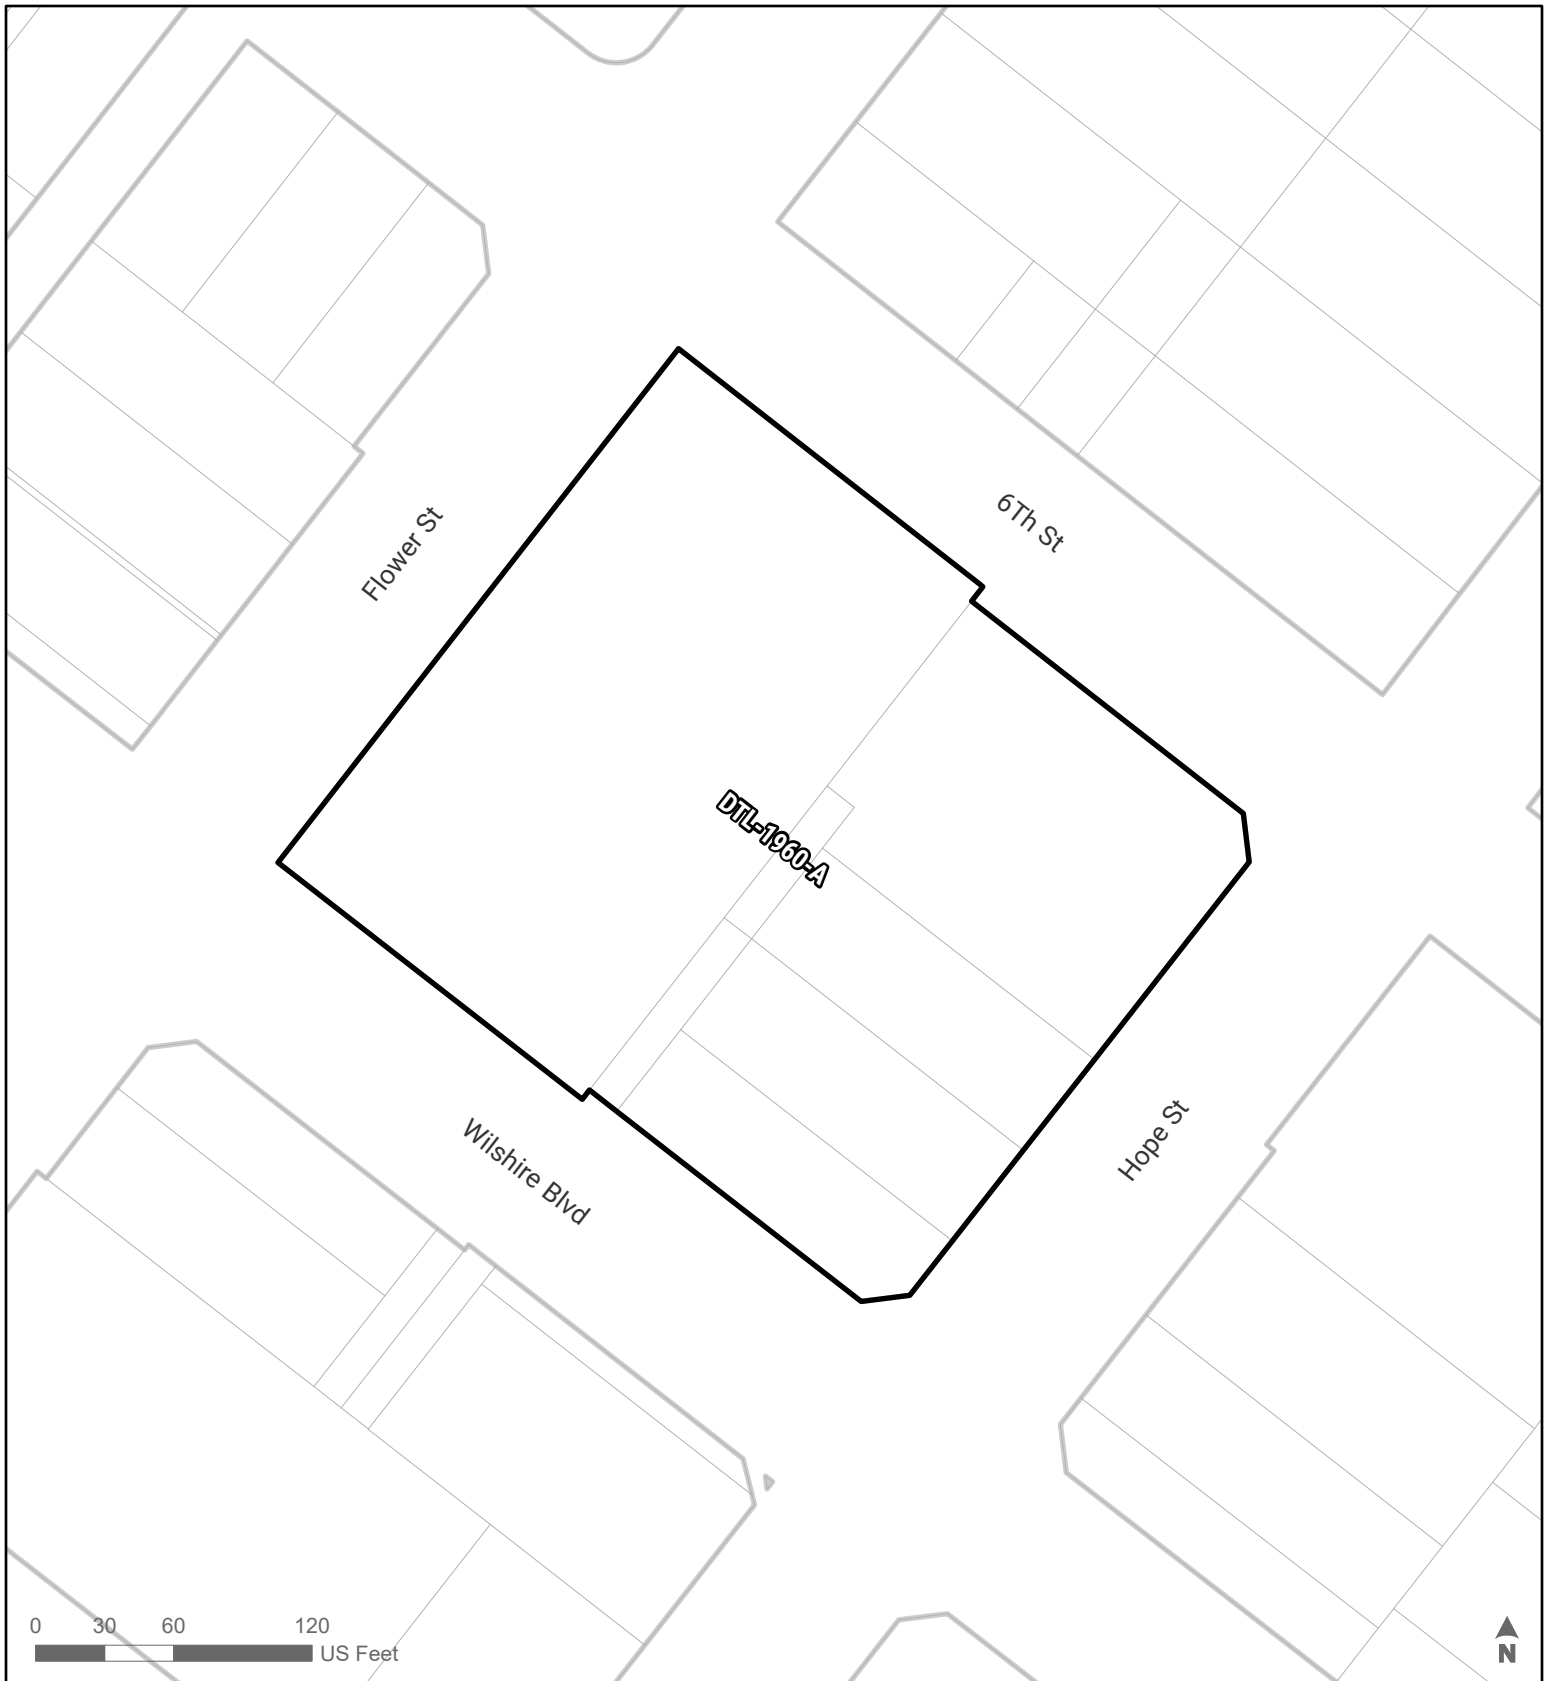 6Th St
Flower St
DTL-1960-A
Hope St
Wilshire Blvd
0 30 60 120
US Feet
N